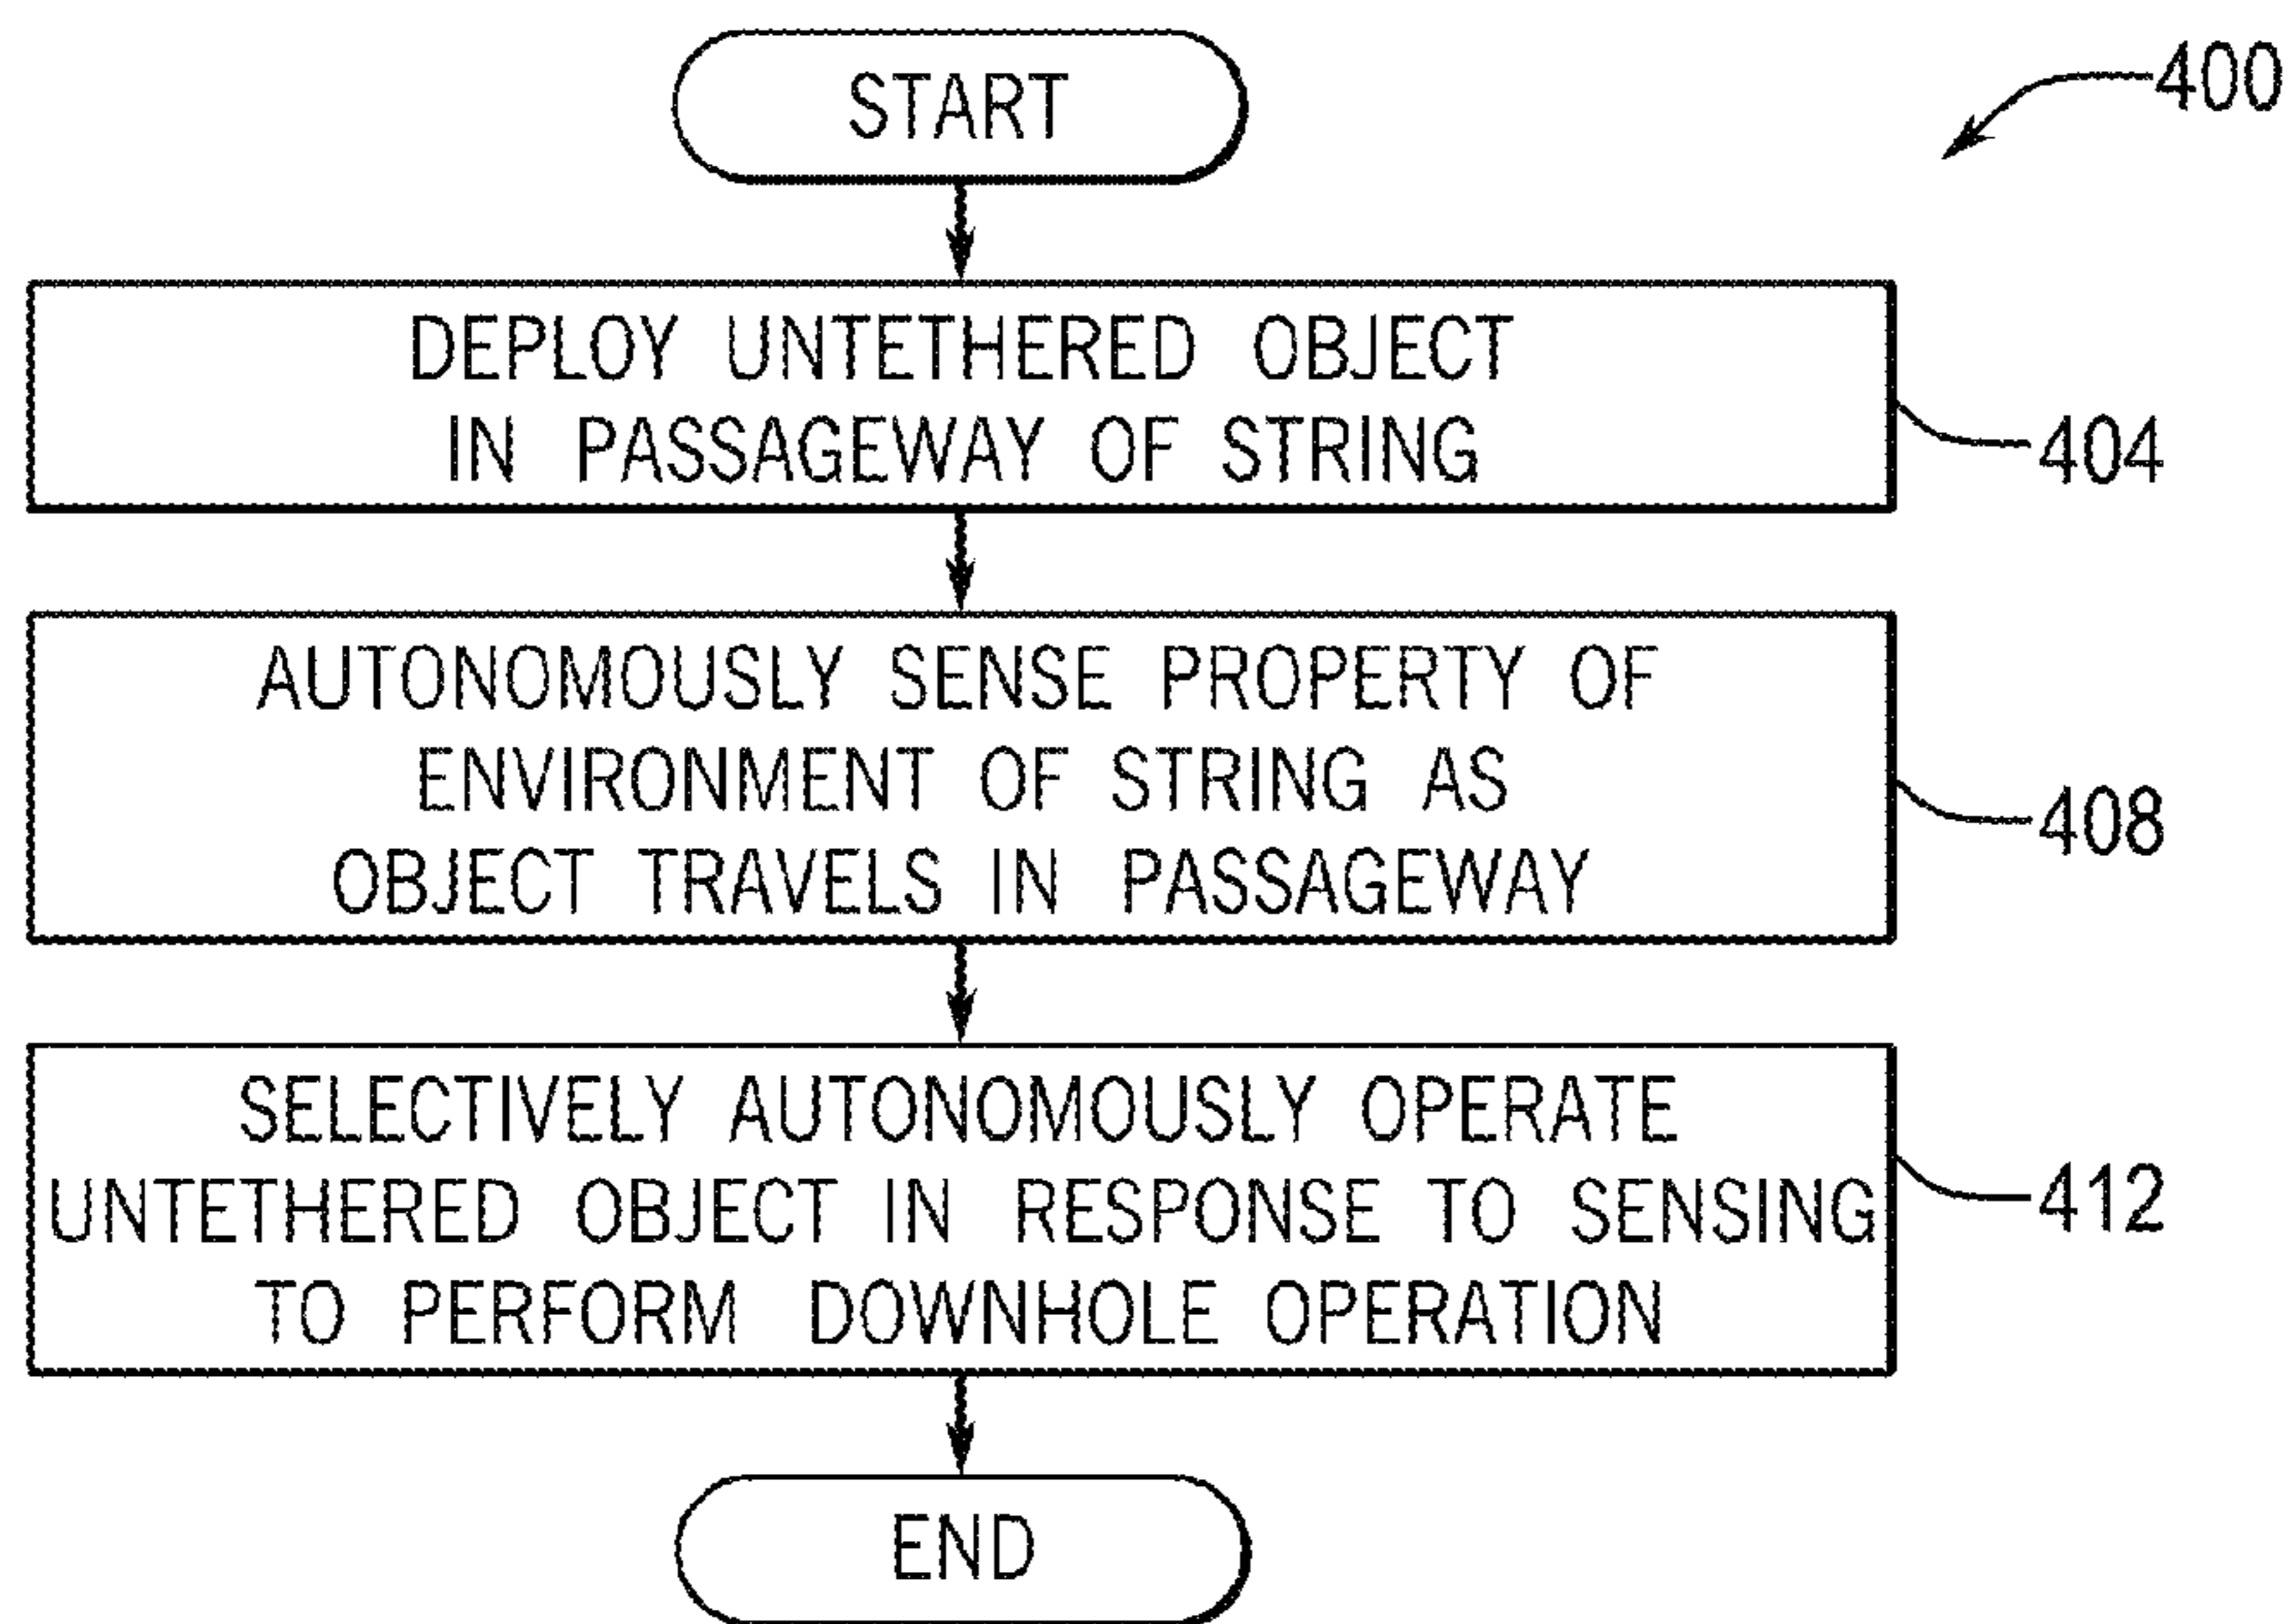 START
400
DEPLOY UNTETHERED OBJECT
IN PASSAGEWAY OF STRING
404
AUTONOMOUSLY SENSE PROPERTY OF
ENVIRONMENT OF STRING AS
OBJECT TRAVELS IN PASSAGEWAY
408
SELECTIVELY AUTONOMOUSLY OPERATE
UNTETHERED OBJECT IN RESPONSE TO SENSING
TO PERFORM DOWNHOLE OPERATION
412
END